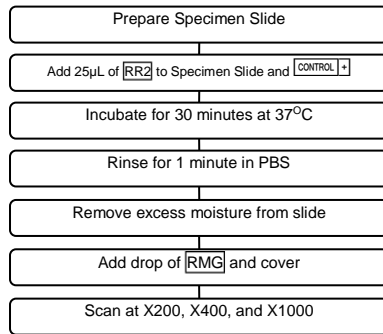 Prepare Specimen Slide
Add 25µL of RR2 to Specimen Slide and CONTROL +
Incubate for 30 minutes at 37°C
Rinse for 1 minute in PBS
Remove excess moisture from slide
Add drop of RMG and cover
Scan at X200, X400, and X1000